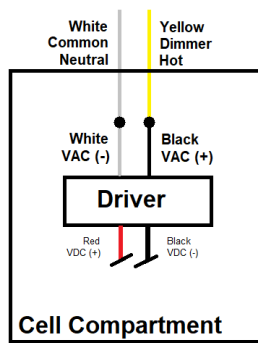 White
Common
Neutral
Yellow
Dimmer
Hot
White
VAC (-)
Black
VAC (+)
Driver
Red
VDC (+)
Black
VDC (-)
Cell Compartment